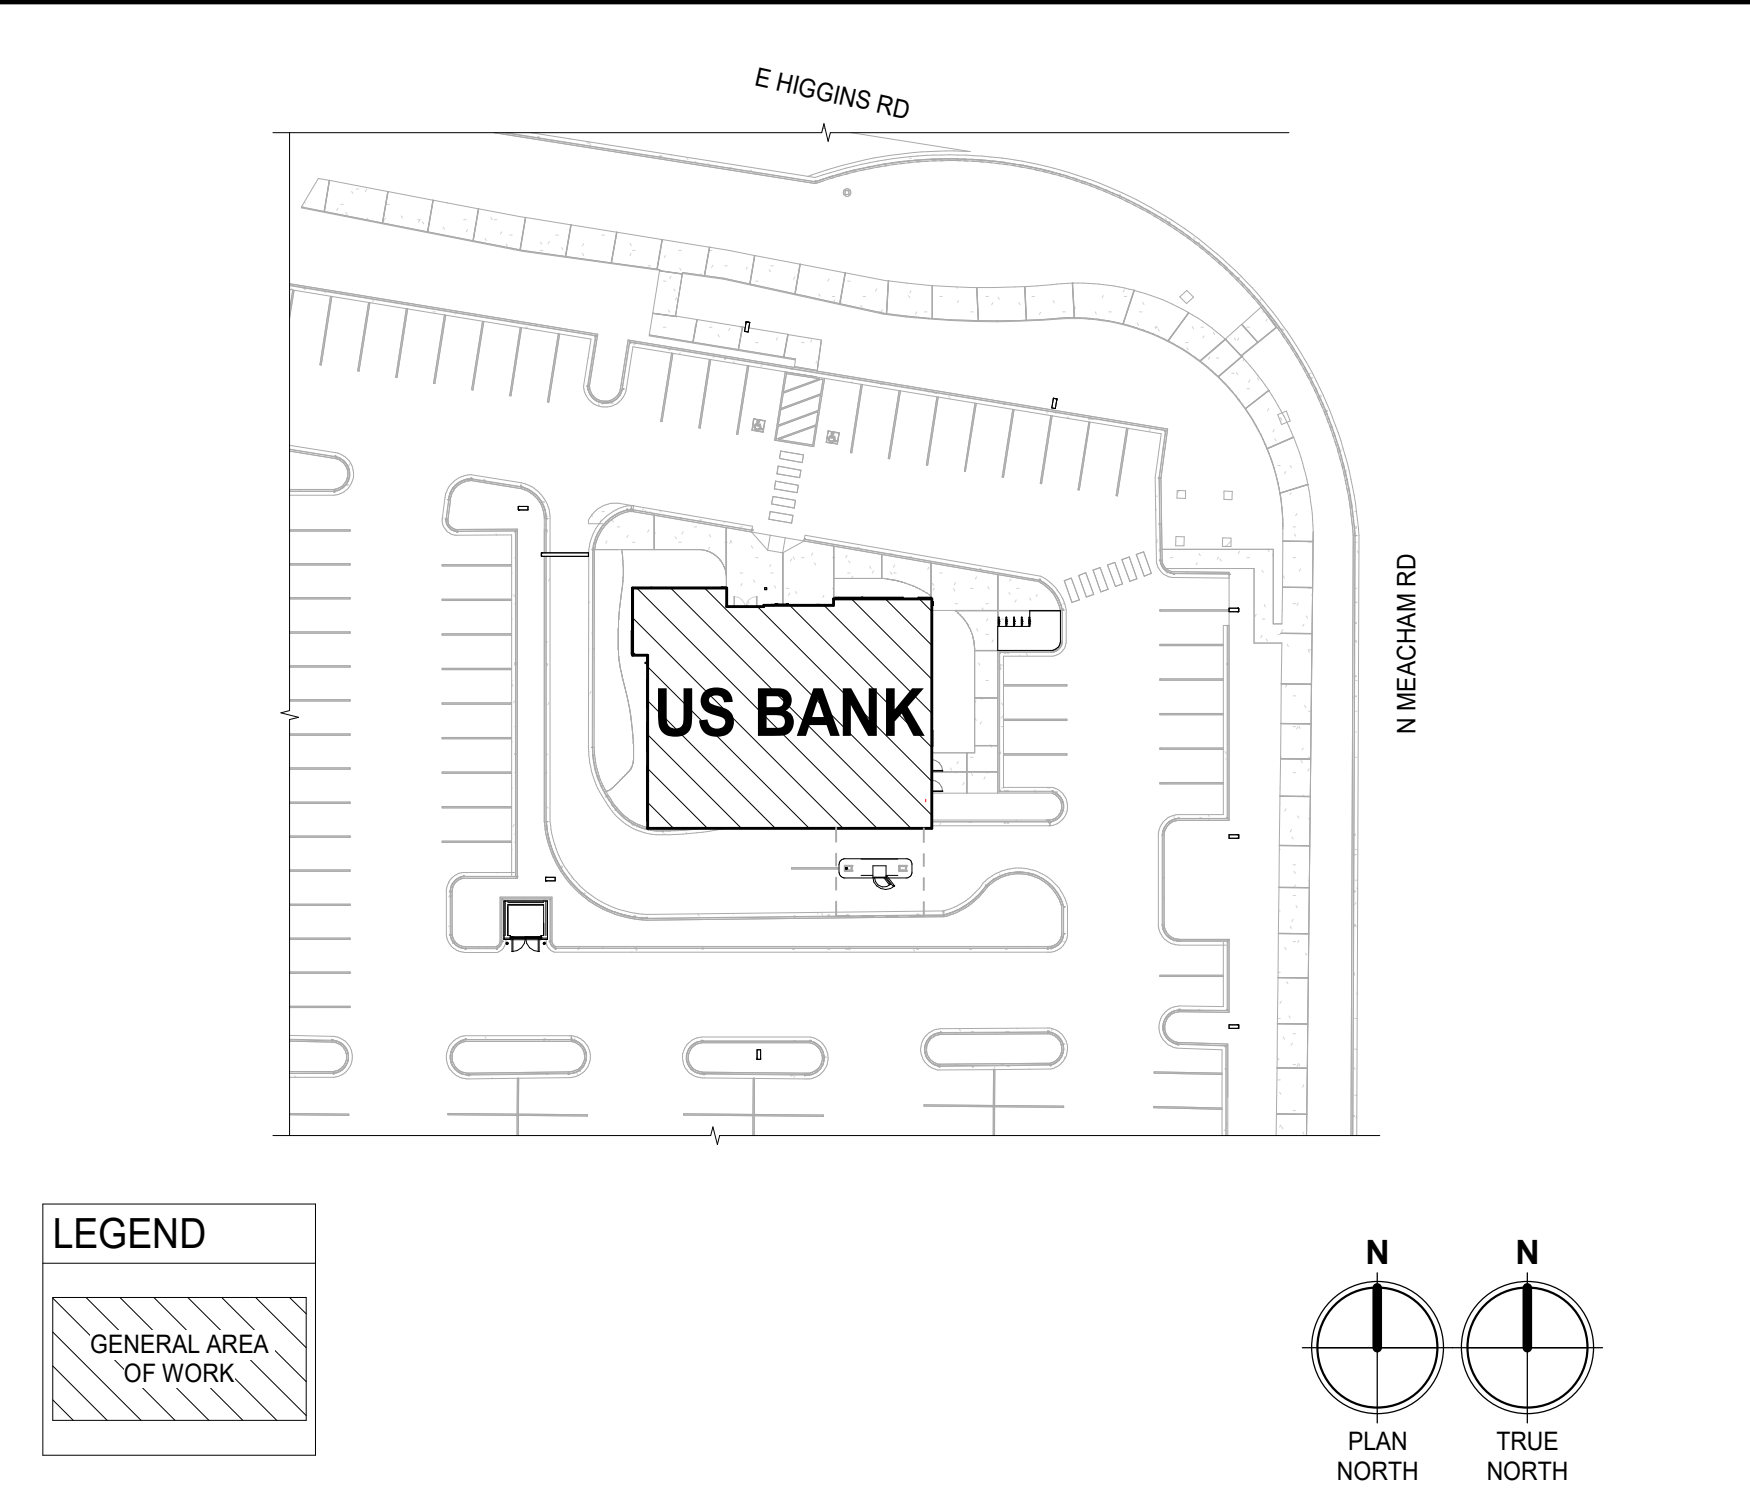 E HIGGINS RD
N MEACHAM RD
US BANK
LEGEND
GENERAL AREA
OF WORK
N
N
PLAN
NORTH
TRUE
NORTH